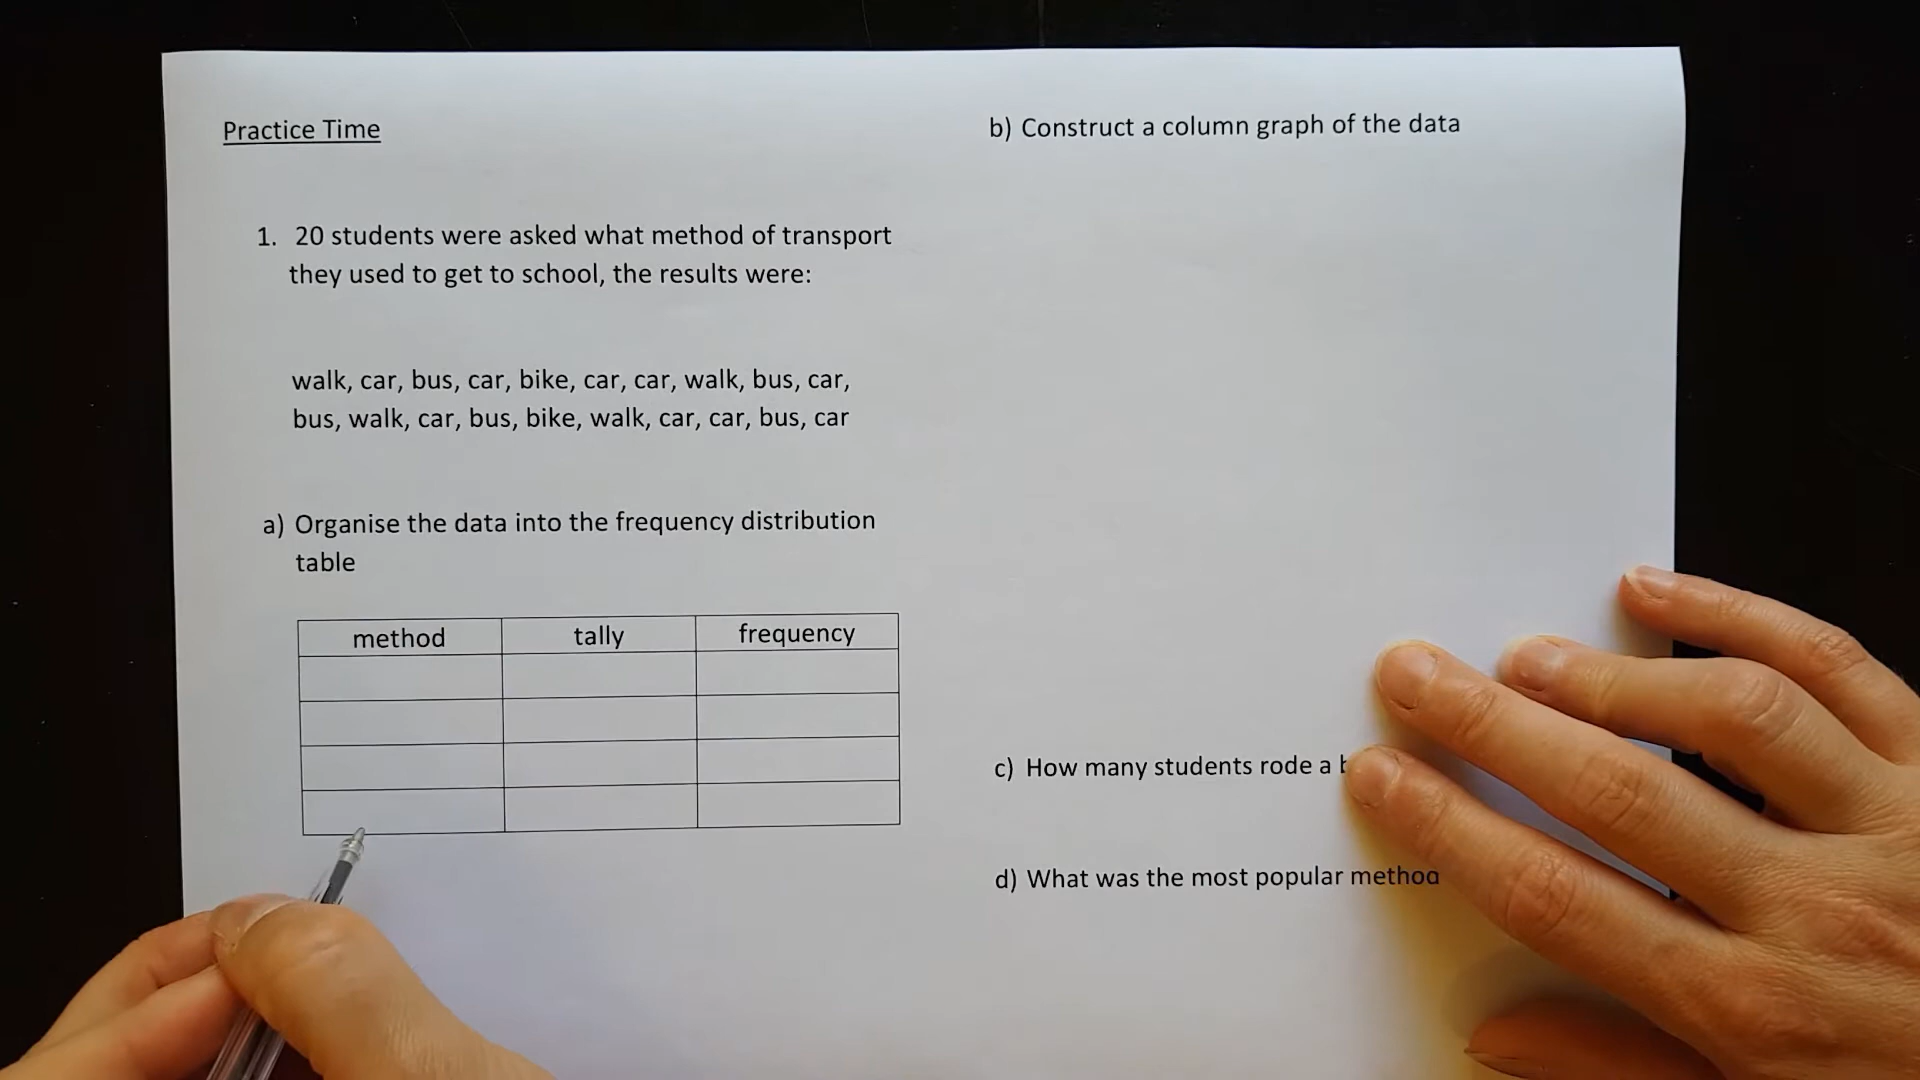 Practice Time
1. 20 students were asked what method of transport
they used to get to school, the results were:
walk, car, bus, car, bike, car, car, walk, bus, car,
bus, walk, car, bus, bike, walk, car, car, bus, car
a) Organise the data into the frequency distribution
table
method tally frequency
b) Construct a column graph of the data
c) How many students rode a
d) What was the most popular method